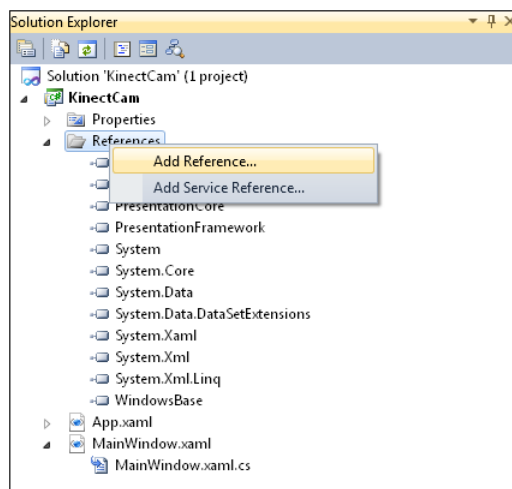 Solution Explorer
Solution 'KinectCam' (1 project)
KinectCam
Properties
References
Add Reference...
Add Service Reference...
PresentationCore
PresentationFramework
System
System.Core
System.Data
System.Data.DataSetExtensions
System.Xaml
System.Xml
System.Xml.Linq
WindowsBase
App.xaml
MainWindow.xaml
MainWindow.xaml.cs